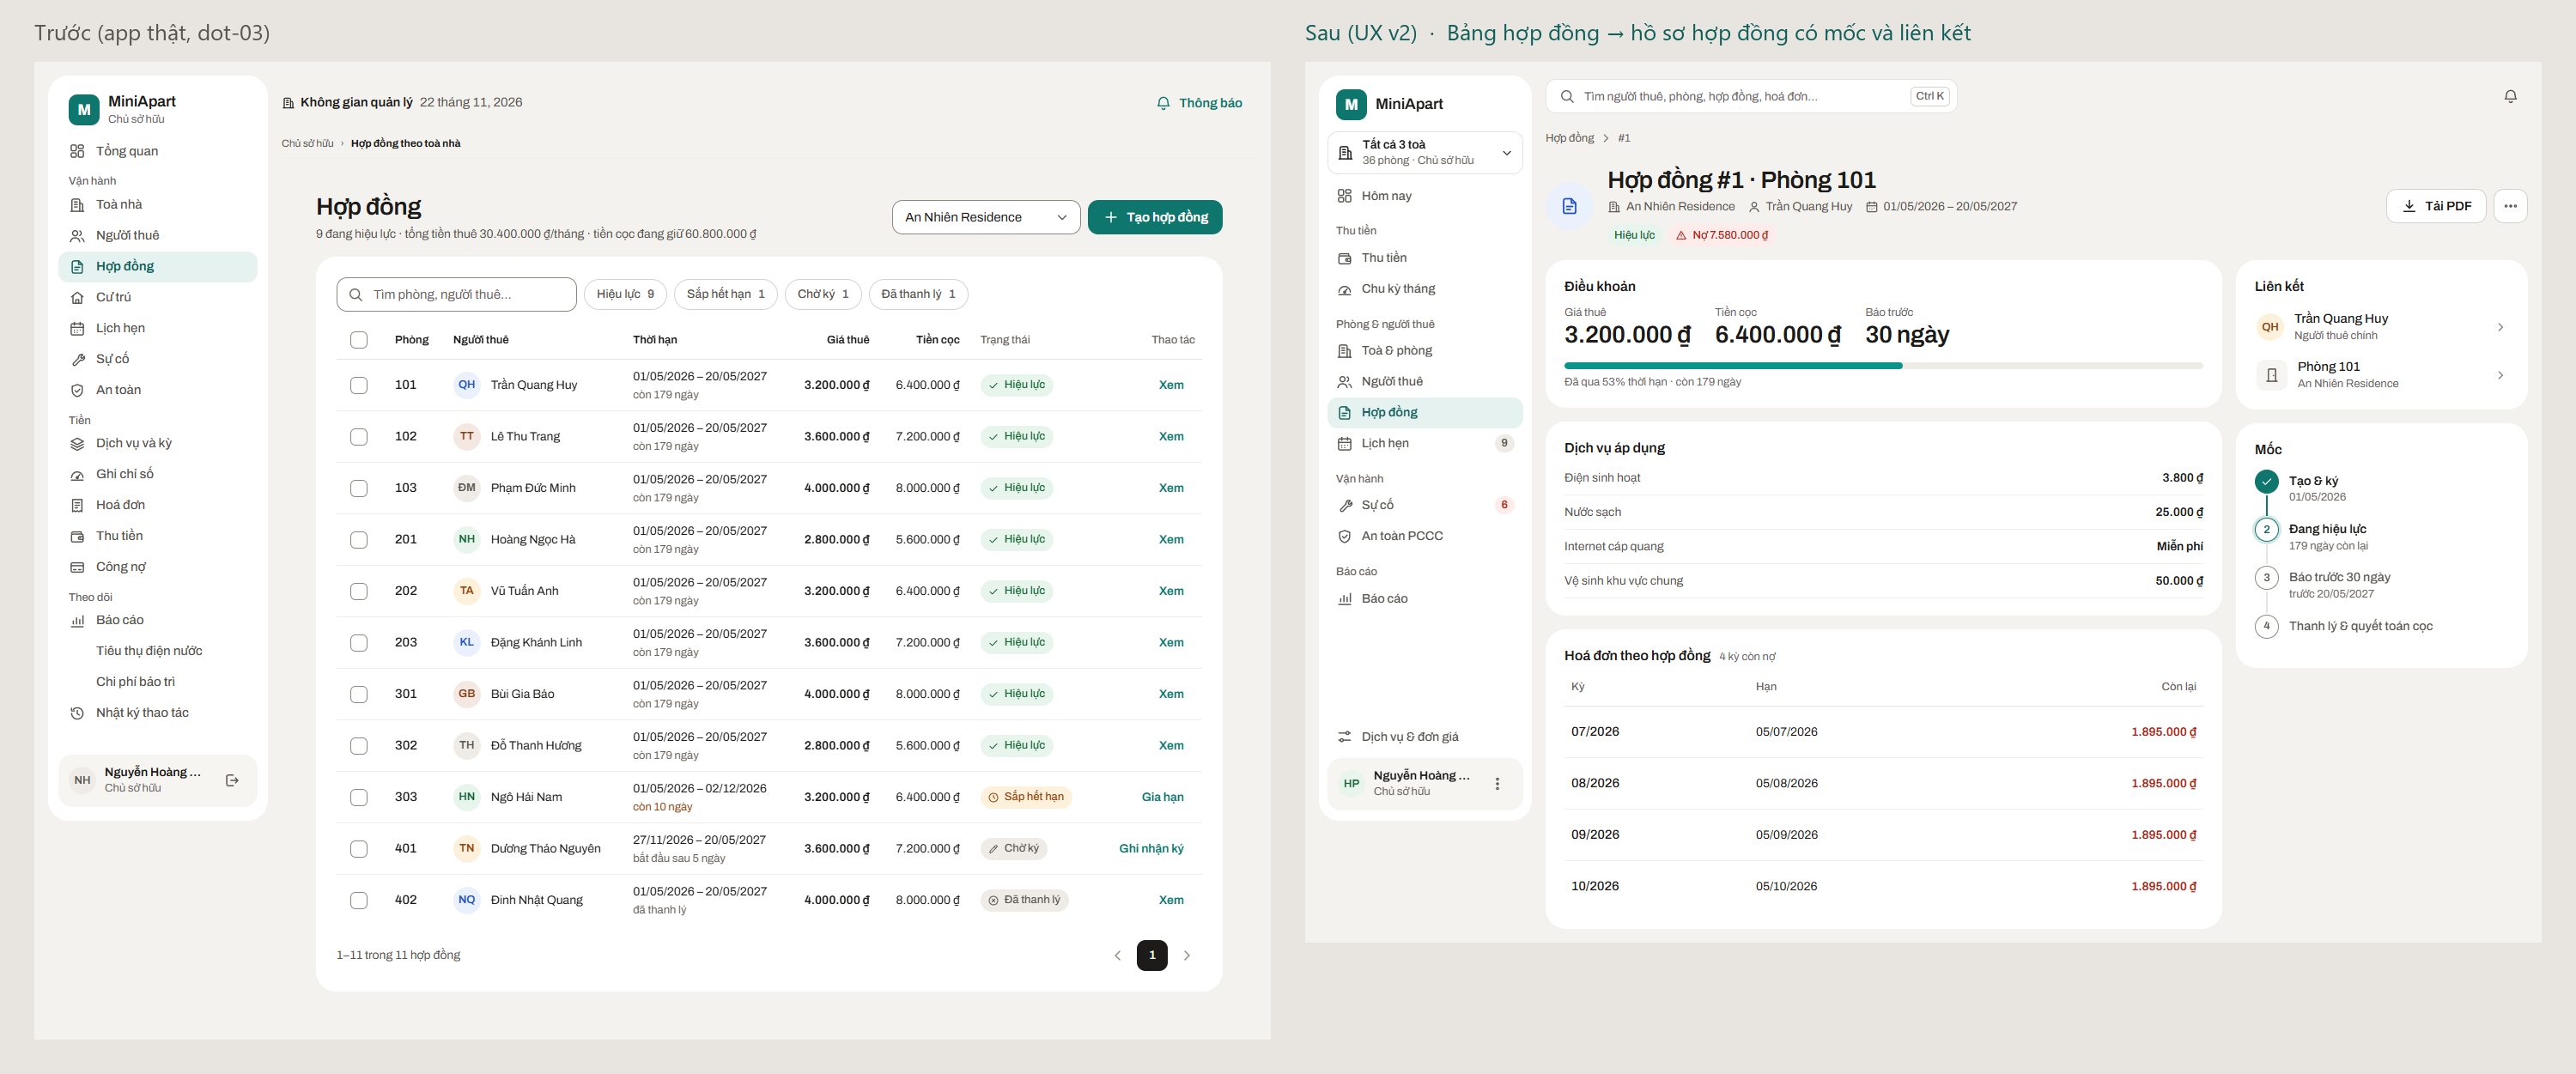 Trước (app thật, dot-03)
M
MiniApart
Chủ sở hữu
Tổng quan
Vận hành
Toà nhà
Người thuê
Hợp đồng
Cư trú
Lịch hẹn
Sự cố
An toàn
Tiền
Dịch vụ và kỳ
Ghi chỉ số
Hoá đơn
Thu tiền
Công nợ
Theo dõi
Báo cáo
Tiêu thụ điện nước
Chi phí bảo trì
Nhật ký thao tác
NH
Nguyễn Hoàng ...
Chủ sở hữu
Không gian quản lý 22 tháng 11, 2026
Thông báo
Chủ sở hữu › Hợp đồng theo toà nhà
Hợp đồng
9 đang hiệu lực · tổng tiền thuê 30.400.000 ₫/tháng · tiền cọc đang giữ 60.800.000 ₫
An Nhiên Residence
Tạo hợp đồng
Tìm phòng, người thuê...
Hiệu lực 9
Sắp hết hạn 1
Chờ ký 1
Đã thanh lý 1
Phòng Người thuê Thời hạn Giá thuê Tiền cọc Trạng thái Thao tác
101 QH Trần Quang Huy 01/05/2026 – 20/05/2027 3.200.000 ₫ 6.400.000 ₫ Hiệu lực Xem
còn 179 ngày
102 TT Lê Thu Trang 01/05/2026 – 20/05/2027 3.600.000 ₫ 7.200.000 ₫ Hiệu lực Xem
còn 179 ngày
103 ĐM Phạm Đức Minh 01/05/2026 – 20/05/2027 4.000.000 ₫ 8.000.000 ₫ Hiệu lực Xem
còn 179 ngày
201 NH Hoàng Ngọc Hà 01/05/2026 – 20/05/2027 2.800.000 ₫ 5.600.000 ₫ Hiệu lực Xem
còn 179 ngày
202 TA Vũ Tuấn Anh 01/05/2026 – 20/05/2027 3.200.000 ₫ 6.400.000 ₫ Hiệu lực Xem
còn 179 ngày
203 KL Đặng Khánh Linh 01/05/2026 – 20/05/2027 3.600.000 ₫ 7.200.000 ₫ Hiệu lực Xem
còn 179 ngày
301 GB Bùi Gia Bảo 01/05/2026 – 20/05/2027 4.000.000 ₫ 8.000.000 ₫ Hiệu lực Xem
còn 179 ngày
302 TH Đỗ Thanh Hương 01/05/2026 – 20/05/2027 2.800.000 ₫ 5.600.000 ₫ Hiệu lực Xem
còn 179 ngày
303 HN Ngô Hải Nam 01/05/2026 – 02/12/2026 3.200.000 ₫ 6.400.000 ₫ Sắp hết hạn Gia hạn
còn 10 ngày
401 TN Dương Thảo Nguyên 27/11/2026 – 20/05/2027 3.600.000 ₫ 7.200.000 ₫ Chờ ký Ghi nhận ký
bắt đầu sau 5 ngày
402 NQ Đinh Nhật Quang 01/05/2026 – 20/05/2027 4.000.000 ₫ 8.000.000 ₫ Đã thanh lý Xem
đã thanh lý
1–11 trong 11 hợp đồng
1
Sau (UX v2) · Bảng hợp đồng → hồ sơ hợp đồng có mốc và liên kết
M
MiniApart
Tất cả 3 toà
36 phòng · Chủ sở hữu
Hôm nay
Thu tiền
Thu tiền
Chu kỳ tháng
Phòng & người thuê
Toà & phòng
Người thuê
Hợp đồng
Lịch hẹn 9
Vận hành
Sự cố 6
An toàn PCCC
Báo cáo
Báo cáo
Dịch vụ & đơn giá
HP
Nguyễn Hoàng ...
Chủ sở hữu
Tìm người thuê, phòng, hợp đồng, hoá đơn...
Ctrl K
Hợp đồng > #1
Hợp đồng #1 · Phòng 101
An Nhiên Residence Trần Quang Huy 01/05/2026 – 20/05/2027
Hiệu lực Nợ 7.580.000 ₫
Tải PDF
Điều khoản
Giá thuê Tiền cọc Báo trước
3.200.000 ₫ 6.400.000 ₫ 30 ngày
Đã qua 53% thời hạn · còn 179 ngày
Dịch vụ áp dụng
Điện sinh hoạt 3.800 ₫
Nước sạch 25.000 ₫
Internet cáp quang Miễn phí
Vệ sinh khu vực chung 50.000 ₫
Hoá đơn theo hợp đồng 4 kỳ còn nợ
Kỳ Hạn Còn lại
07/2026 05/07/2026 1.895.000 ₫
08/2026 05/08/2026 1.895.000 ₫
09/2026 05/09/2026 1.895.000 ₫
10/2026 05/10/2026 1.895.000 ₫
Liên kết
QH
Trần Quang Huy
Người thuê chính
Phòng 101
An Nhiên Residence
Mốc
Tạo & ký
01/05/2026
2 Đang hiệu lực
179 ngày còn lại
3 Báo trước 30 ngày
trước 20/05/2027
4 Thanh lý & quyết toán cọc